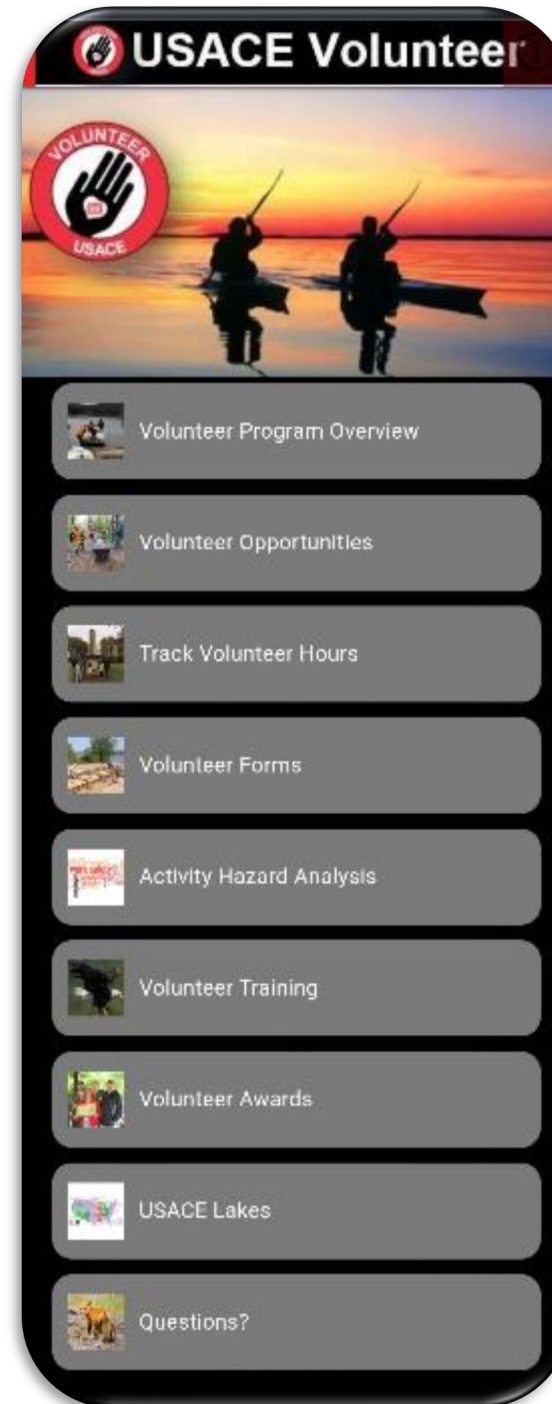 USACE Volunteer
VOLUNTEER
USACE
Volunteer Program Overview
Volunteer Opportunities
Track Volunteer Hours
Volunteer Forms
Activity Hazard Analysis
Volunteer Training
Volunteer Awards
USACE Lakes
Questions?